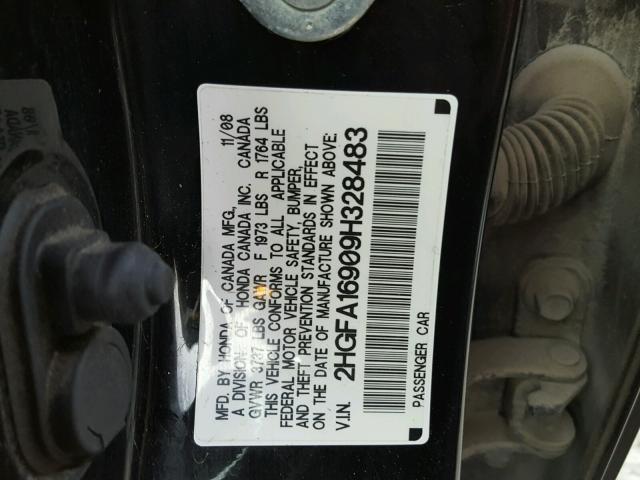 MFD. BY HONDA OF CANADA MFG., 11/08
A DIVISION OF HONDA CANADA INC. CANADA
GVWR 3737 LBS GAWR F 1973 LBS R 1764 LBS
THIS VEHICLE CONFORMS TO ALL APPLICABLE
FEDERAL MOTOR VEHICLE SAFETY, BUMPER,
AND THEFT PREVENTION STANDARDS IN EFFECT
ON THE DATE OF MANUFACTURE SHOWN ABOVE.
V.I.N. 2HGFA16909H328483
PASSENGER CAR